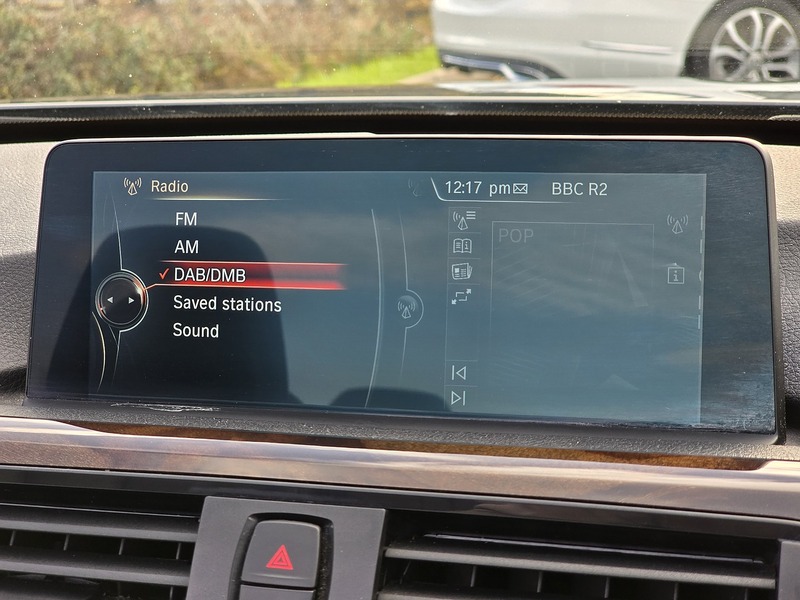 Radio
12:17 pm BBC R2
FM
AM
DAB/DMB
Saved stations
Sound
POP